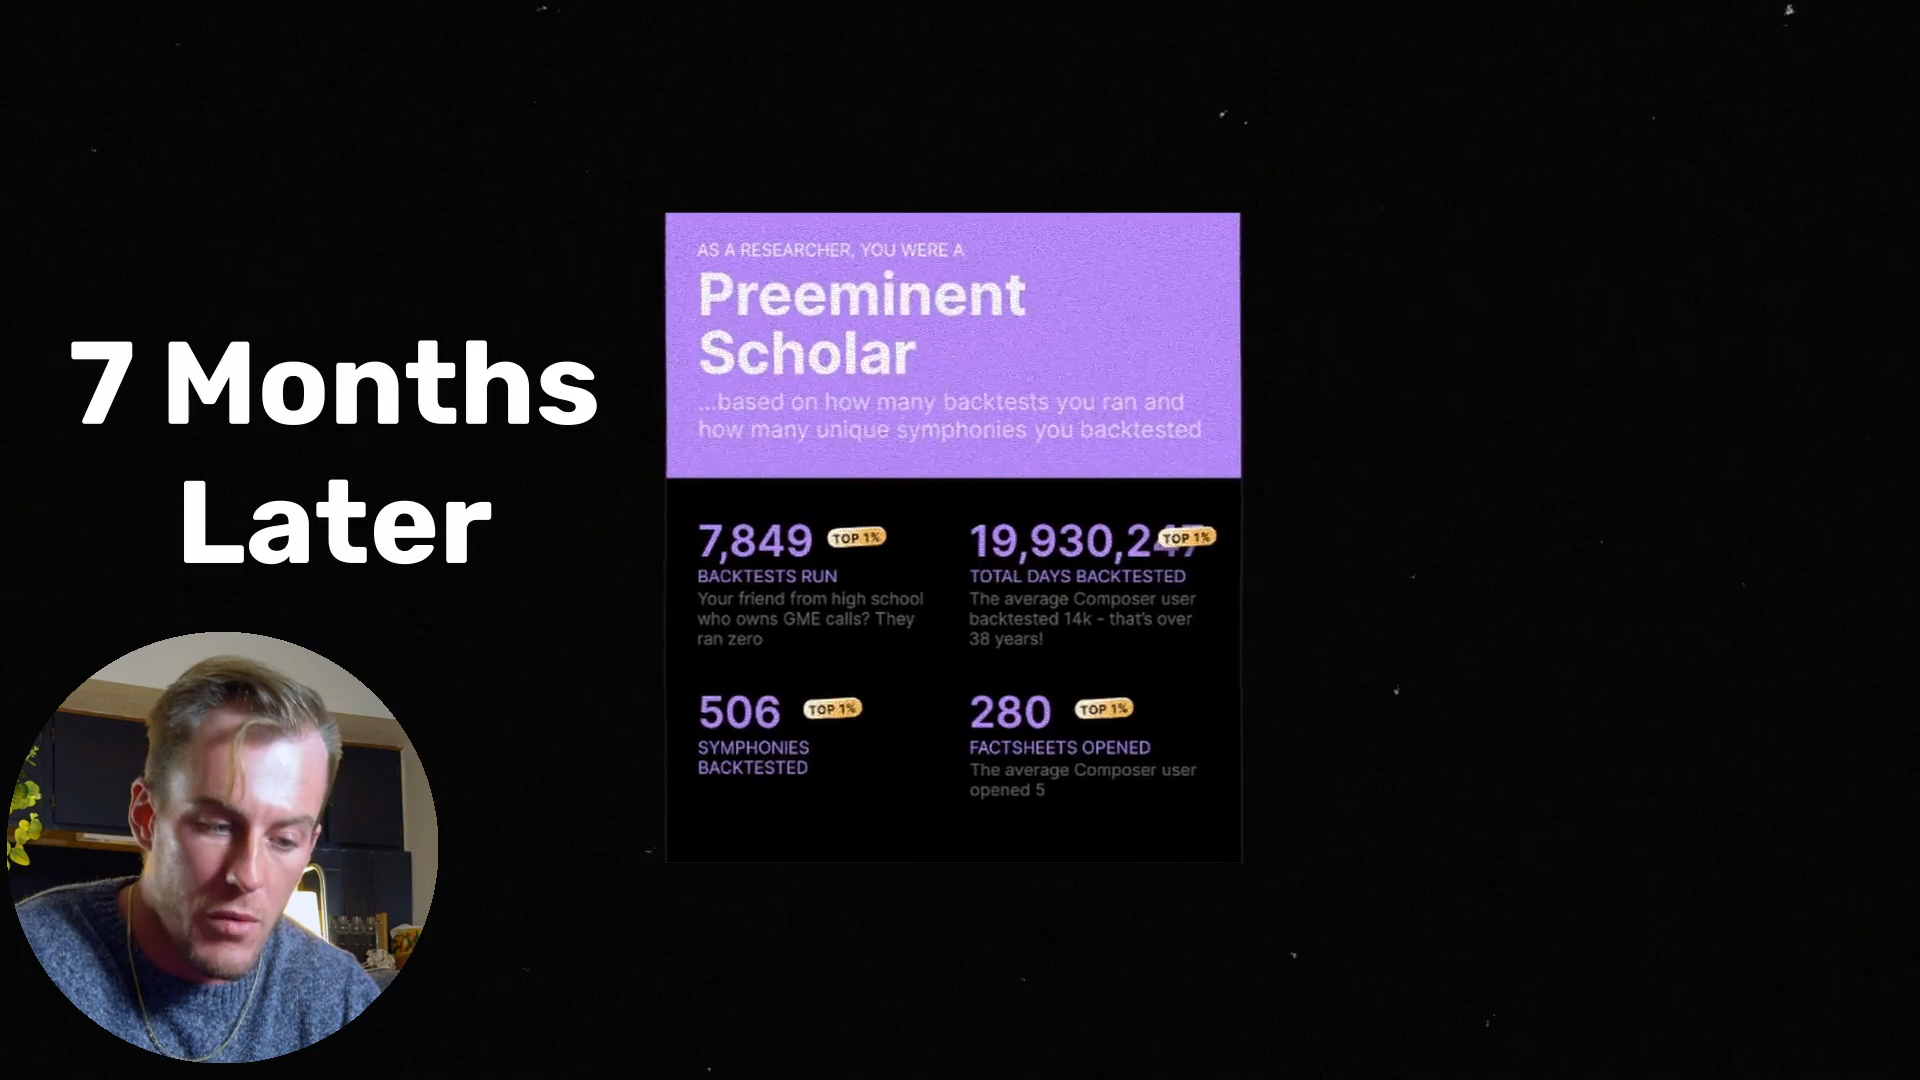 7 Months
Later
AS A RESEARCHER, YOU WERE A
Preeminent
Scholar
...based on how many backtests you ran and
how many unique symphonies you backtested
7,849 TOP 1%
BACKTESTS RUN
Your friend from high school
who owns GME calls? They
ran zero
19,930,247 TOP 1%
TOTAL DAYS BACKTESTED
The average Composer user
backtested 14k - that's over
38 years!
506 TOP 1%
SYMPHONIES
BACKTESTED
280 TOP 1%
FACTSHEETS OPENED
The average Composer user
opened 5